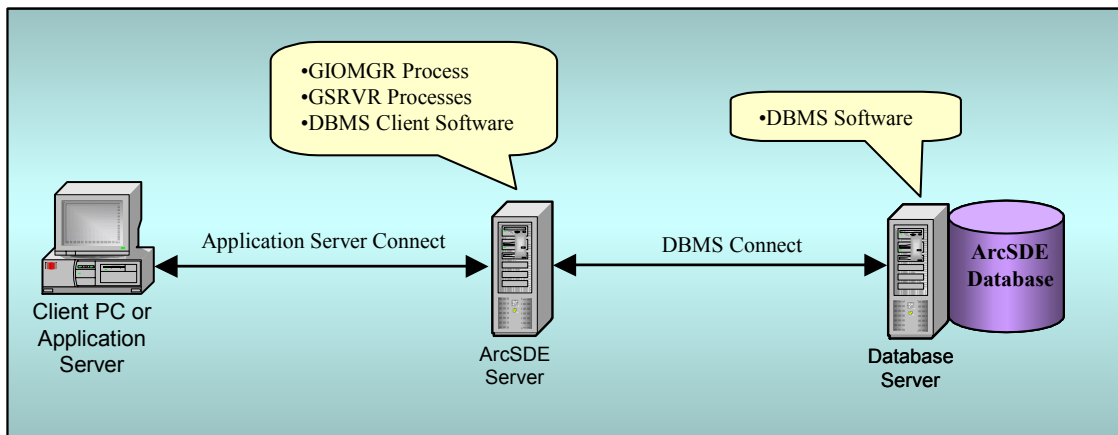 •GIOMGR Process
•GSRVR Processes
•DBMS Client Software
•DBMS Software
Application Server Connect
DBMS Connect
ArcSDE
Database
Client PC or
Application
Server
ArcSDE
Server
Database
Server